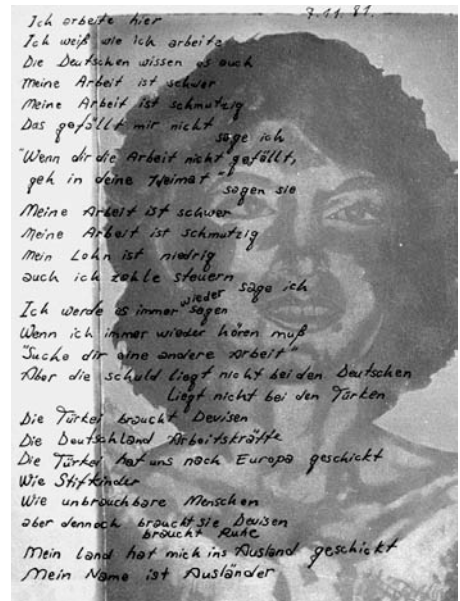 7.11.81.
Ich arbeite hier
Ich weiß wie ich arbeite
Die Deutschen wissen es auch
Meine Arbeit ist schwer
Meine Arbeit ist schmutzig
Das gefällt mir nicht
sage ich
"Wenn dir die Arbeit nicht gefällt,
geh in deine Heimat"
sagen sie
Meine Arbeit ist schwer
Meine Arbeit ist schmutzig
Mein Lohn ist niedrig
auch ich zahle steuern
sage ich
Ich werde es immer wieder sagen
Wenn ich immer wieder hören muß
"Suche dir eine andere Arbeit"
Aber die schuld liegt nicht bei den Deutschen
liegt nicht bei den Türken
Die Türkei braucht Devisen
Die Deutschland Arbeitskräfte
Die Türkei hat uns nach Europa geschickt
Wie Stifkinder
Wie unbrauchbare Menschen
aber dennoch braucht sie Devisen
braucht Ruhe
Mein land hat mich ins Ausland geschickt
Mein Name ist Ausländer